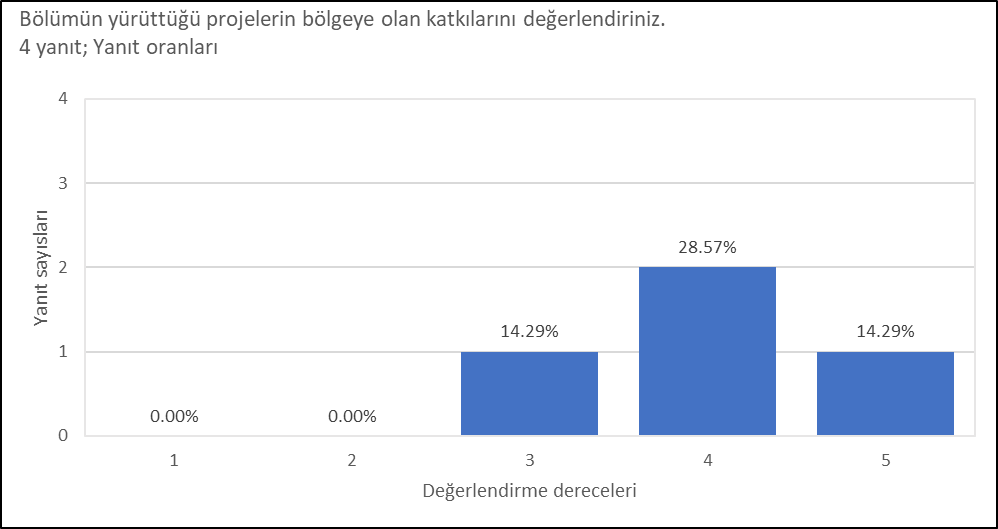 Bölümün yürüttüğü projelerin bölgeye olan katkılarını değerlendiriniz.
4 yanıt; Yanıt oranları
4
3
2
1
0
Yanıt sayısları
0.00%
0.00%
14.29%
28.57%
14.29%
1 2 3 4 5
Değerlendirme dereceleri